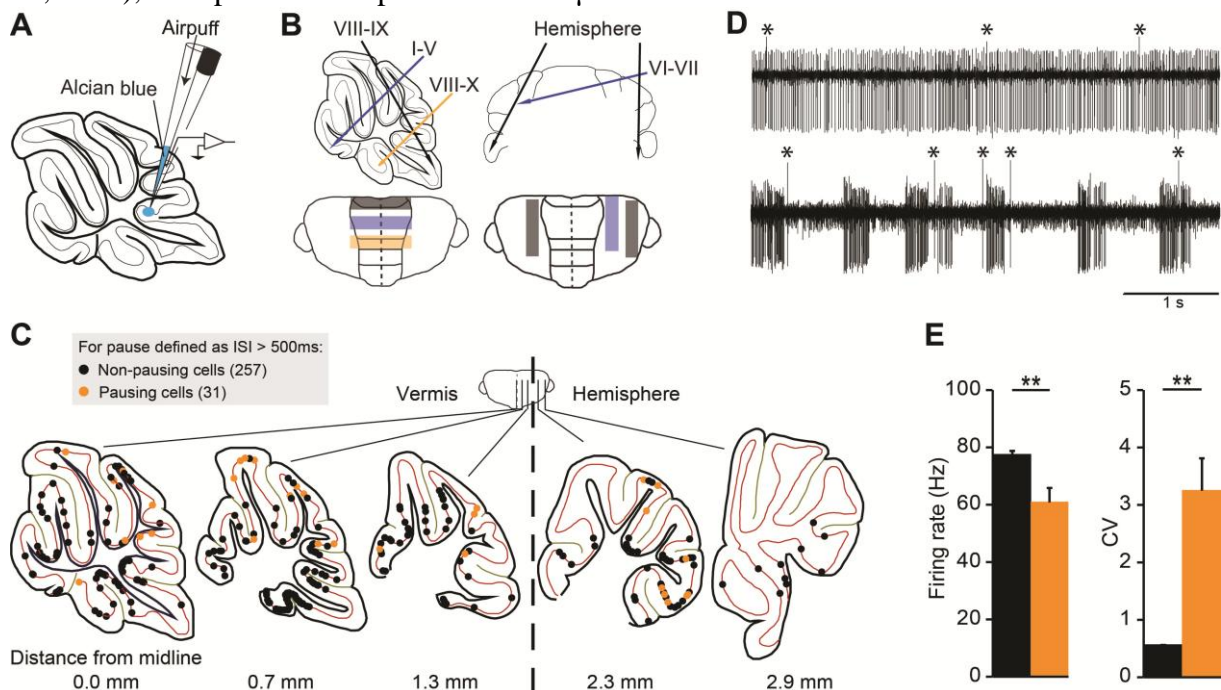 A
Airpuff
Alcian blue
B
VIII-IX
I-V
VIII-X
Hemisphere
VI-VII
D
* * *
* * * * *
1 s
C
For pause defined as ISI > 500ms:
Non-pausing cells (257)
Pausing cells (31)
Vermis
Hemisphere
Distance from midline
0.0 mm
0.7 mm
1.3 mm
2.3 mm
2.9 mm
E
Firing rate (Hz)
100
80
60
40
20
0
**
CV
5
4
3
2
1
0
**